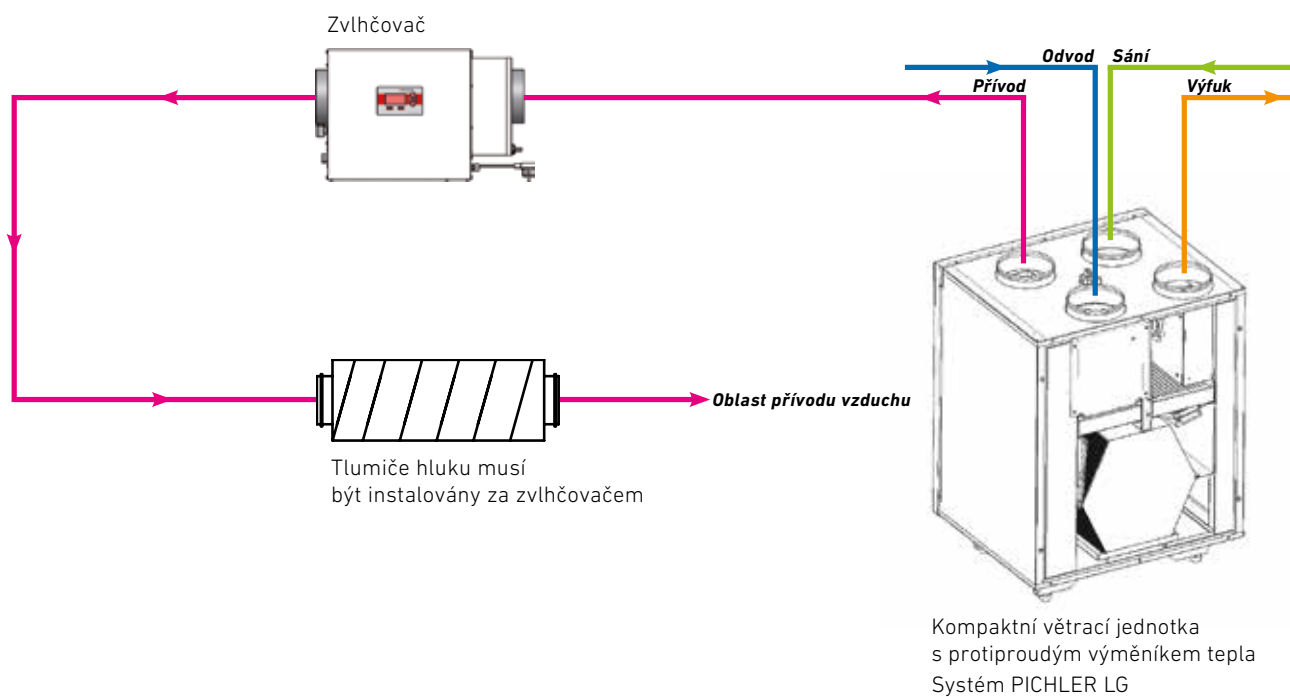 Zvlhčovač
Odvod
Sání
Přívod
Výfuk
Oblast přívodu vzduchu
Tlumiče hluku musí
být instalovány za zvlhčovačem
Kompaktní větrací jednotka
s protiproudým výměníkem tepla
Systém PICHLER LG